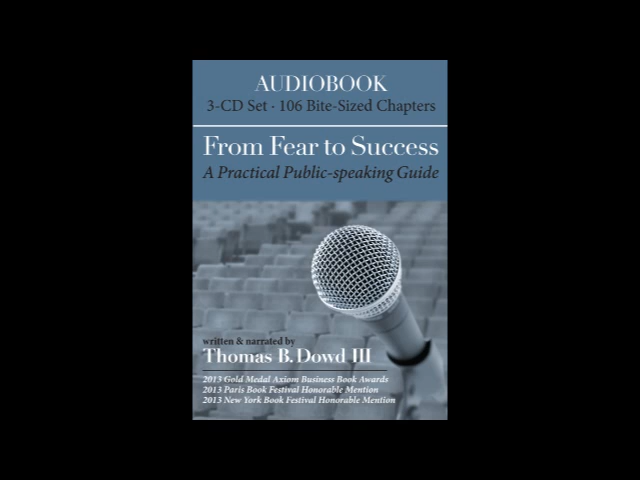 AUDIOBOOK
3-CD Set · 106 Bite-Sized Chapters
From Fear to Success
A Practical Public-speaking Guide
written & narrated by
Thomas B. Dowd III
2013 Gold Medal Axiom Business Book Awards
2013 Paris Book Festival Honorable Mention
2013 New York Book Festival Honorable Mention